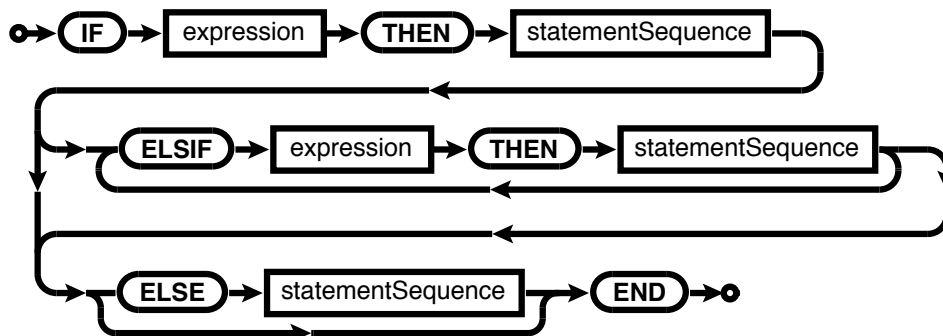 IF expression THEN statementSequence
ELSIF expression THEN statementSequence
ELSE statementSequence END